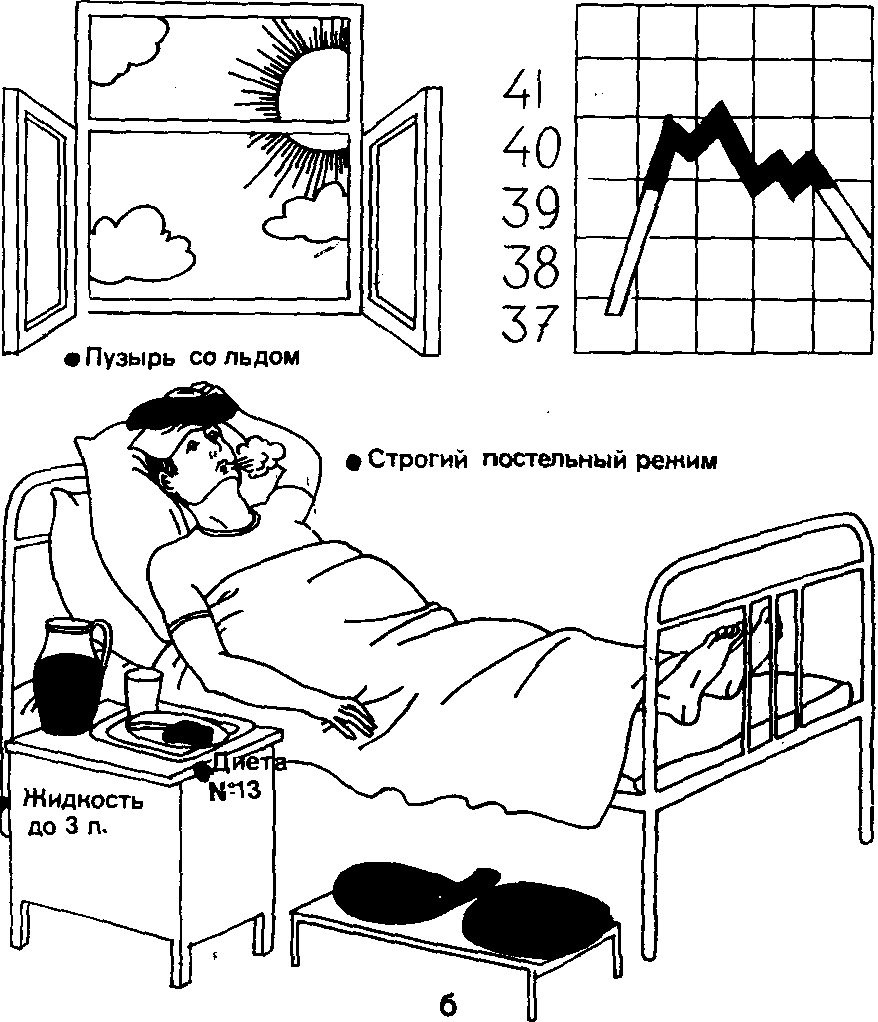 41
40
39
38
37
Пузырь со льдом
Строгий постельный режим
Диета
№13
Жидкость
до 3 л.
б